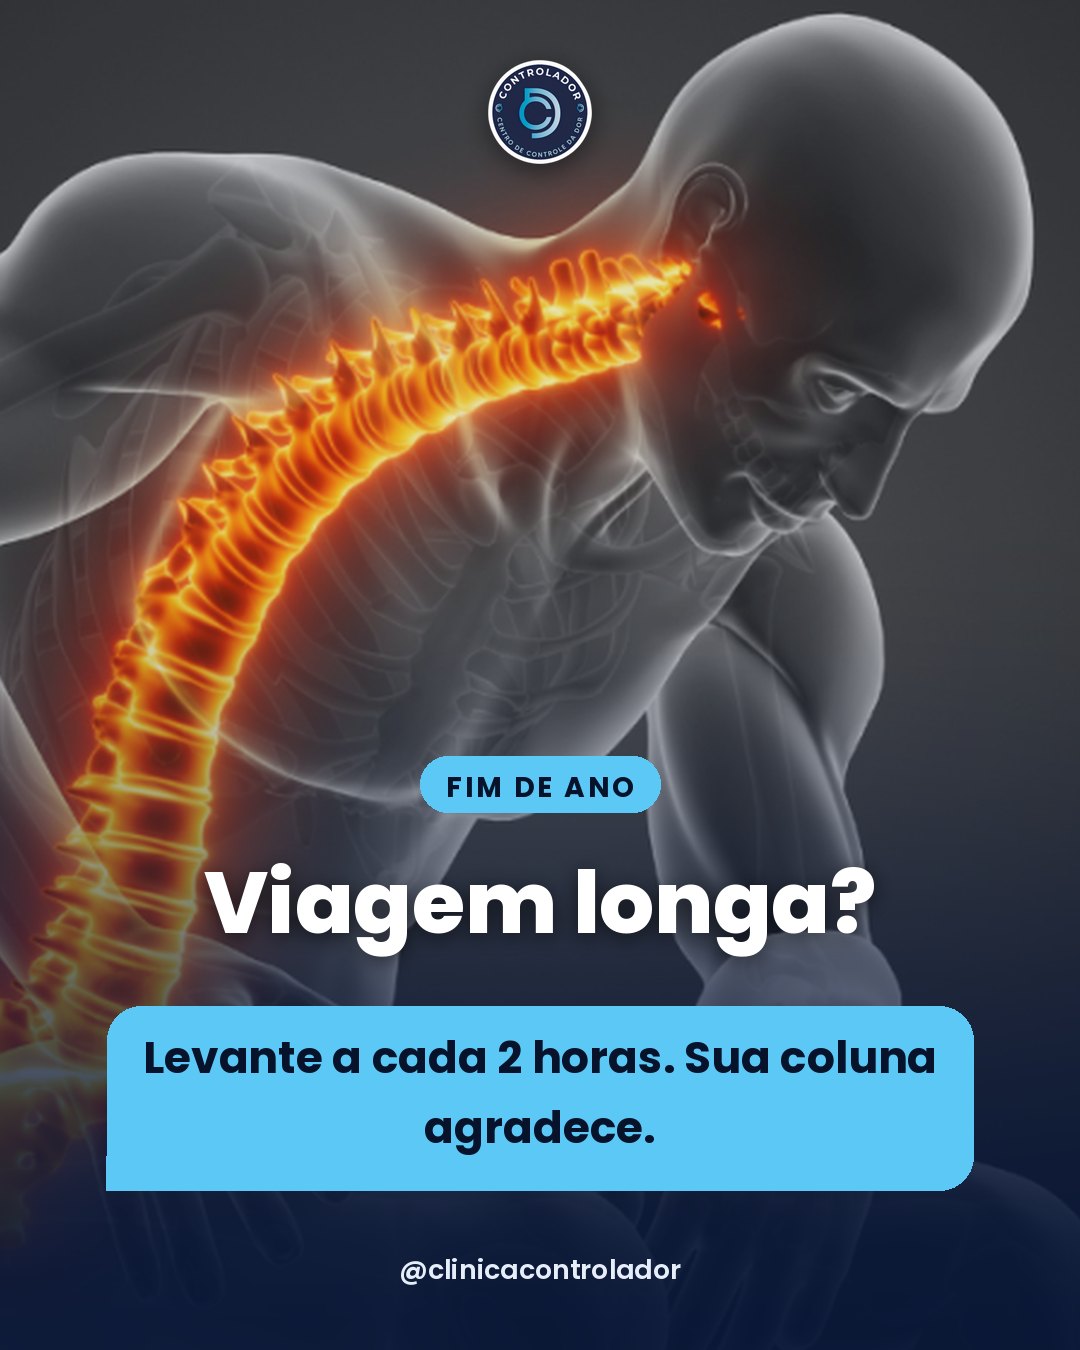 CONTROLADOR
CENTRO DE CONTROLE DA DOR
FIM DE ANO
Viagem longa?
Levante a cada 2 horas. Sua coluna
agradece.
@clinicacontrolador